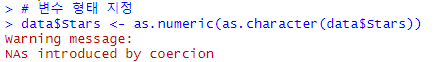 > # 변수 형태 지정
> data$Stars <- as.numeric(as.character(data$Stars))
Warning message:
NAs introduced by coercion